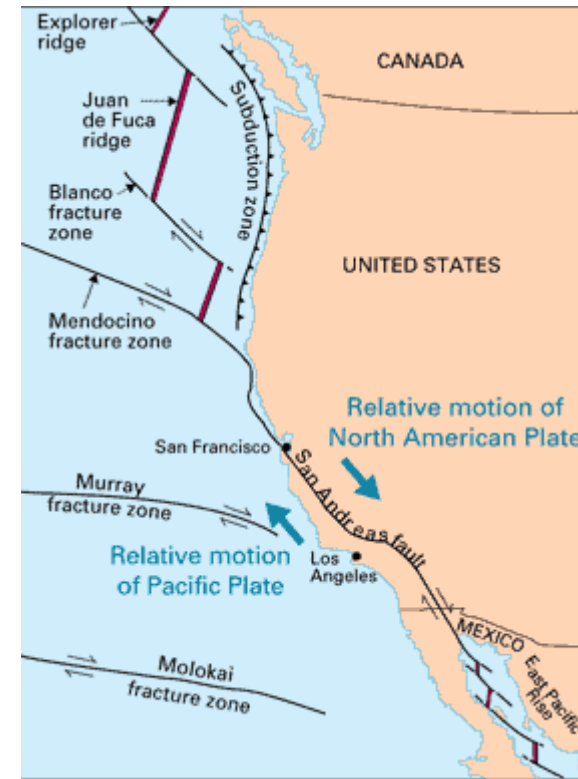 Explorer
ridge
CANADA
Juan
de Fuca
ridge
Subduction zone
Blanco
fracture
zone
UNITED STATES
Mendocino
fracture zone
Relative motion of
North American Plate
San Francisco
San Andreas fault
Murray
fracture zone
Relative motion
of Pacific Plate
Los
Angeles
MEXICO
East Pacific
Rise
Molokai
fracture zone